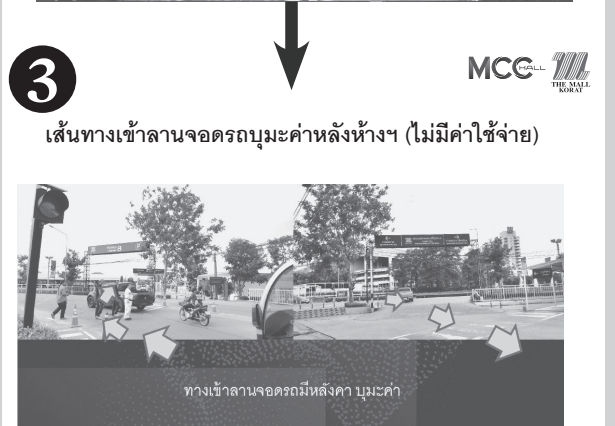 3
MCC HALL
THE MALL
KORAT
เส้นทางเข้าลานจอดรถบุมะค่าหลังห้างฯ (ไม่มีค่าใช้จ่าย)
ทางเข้าลานจอดรถมีหลังคา บุมะค่า